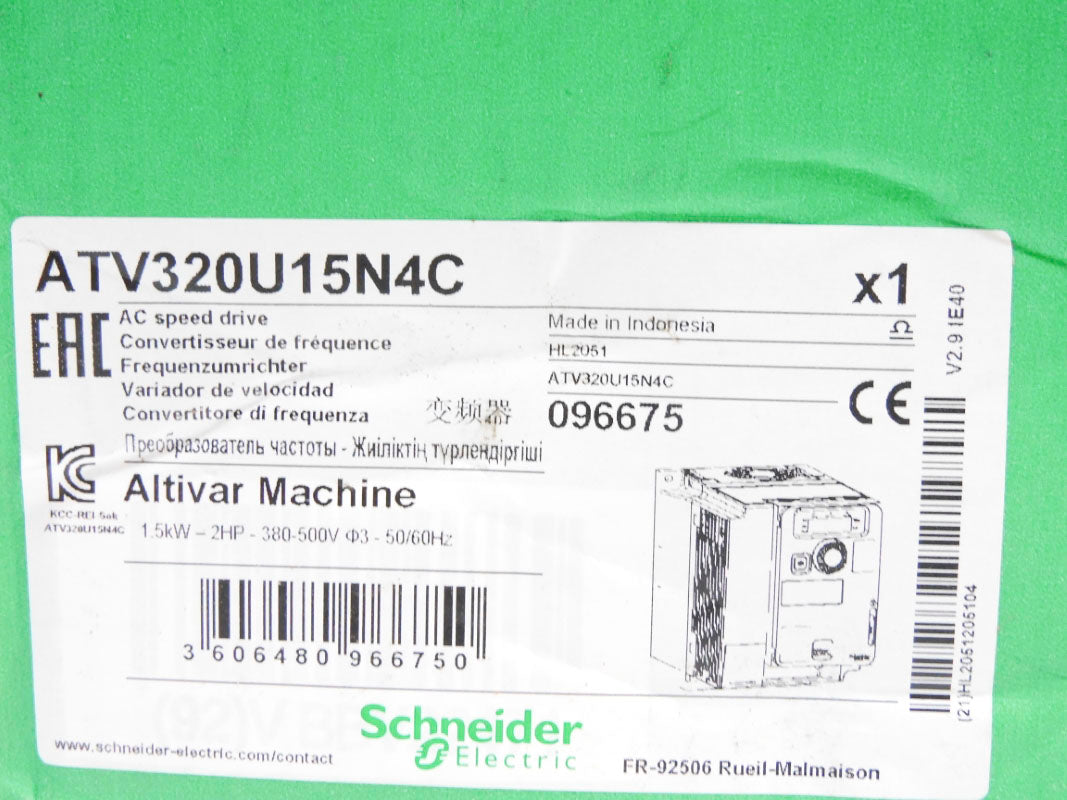 ATV320U15N4C
x1
EAC
AC speed drive
Convertisseur de fréquence
Frequenzumrichter
Variador de velocidad
Convertitore di frequenza
变频器
Преобразователь частоты - Жиіліктің түрлендіргіші
Made in Indonesia
HL2051
ATV320U15N4C
096675
CE
V2.9 IE40
Altivar Machine
ATV320U15N4C
1.5kW – 2HP - 380-500V Φ3 - 50/60Hz
3 606480 966750
(21)HL2051205104
Schneider
Electric
www.schneider-electric.com/contact
FR-92506 Rueil-Malmaison